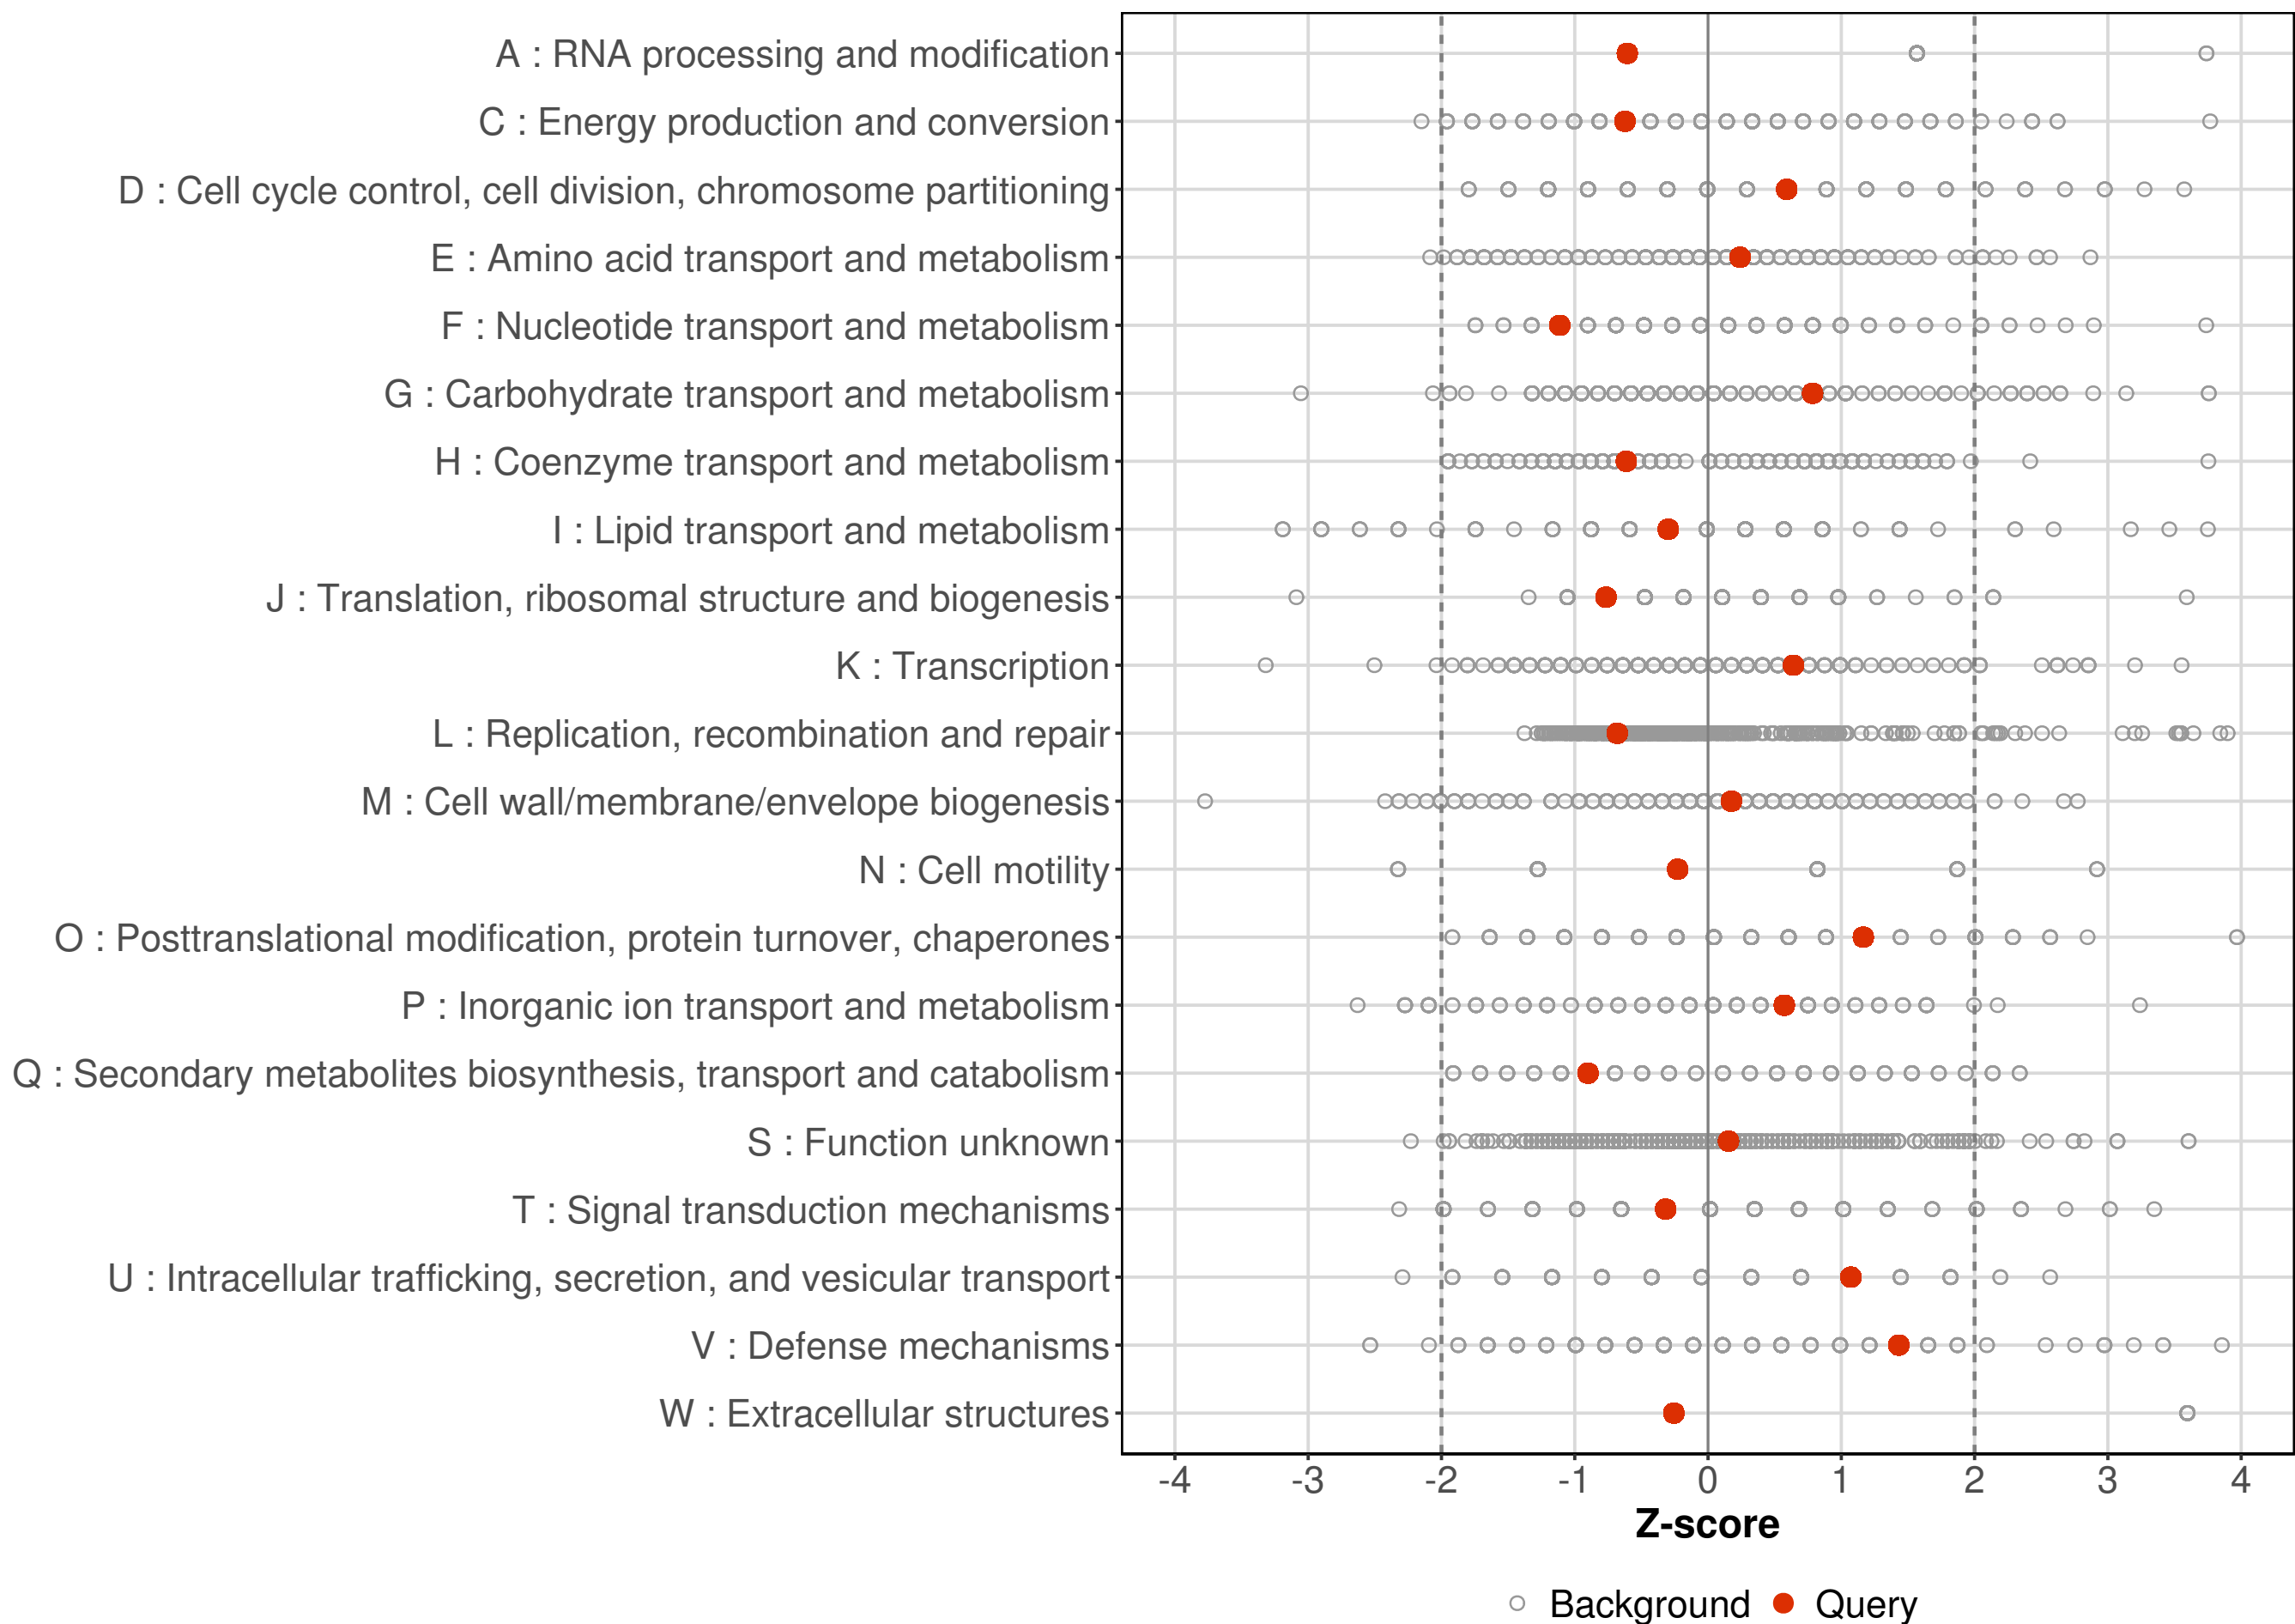 A : RNA processing and modification
C : Energy production and conversion
D : Cell cycle control, cell division, chromosome partitioning
E : Amino acid transport and metabolism
F : Nucleotide transport and metabolism
G : Carbohydrate transport and metabolism
H : Coenzyme transport and metabolism
I : Lipid transport and metabolism
J : Translation, ribosomal structure and biogenesis
K : Transcription
L : Replication, recombination and repair
M : Cell wall/membrane/envelope biogenesis
N : Cell motility
O : Posttranslational modification, protein turnover, chaperones
P : Inorganic ion transport and metabolism
Q : Secondary metabolites biosynthesis, transport and catabolism
S : Function unknown
T : Signal transduction mechanisms
U : Intracellular trafficking, secretion, and vesicular transport
V : Defense mechanisms
W : Extracellular structures
-4 -3 -2 -1 0 1 2 3 4
Z-score
Background Query